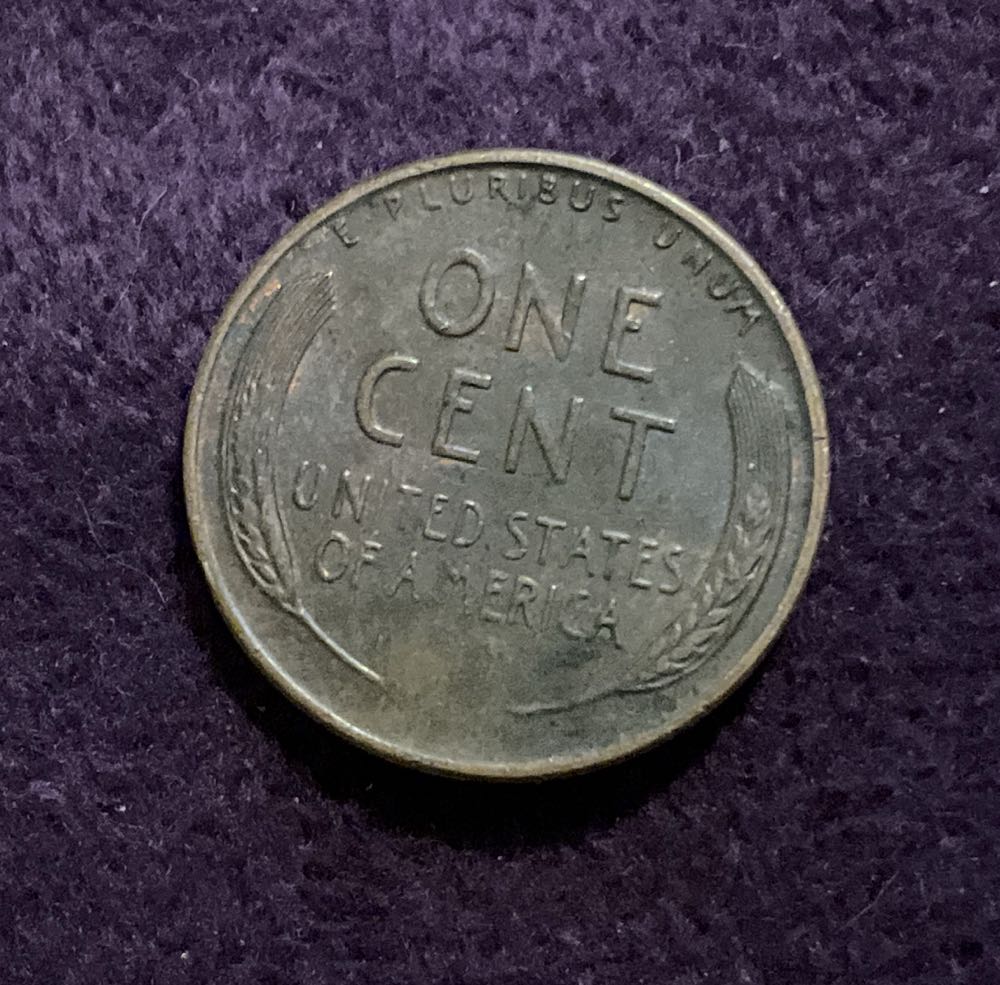 E PLURIBUS UNUM
ONE
CENT
UNITED STATES
OF AMERICA